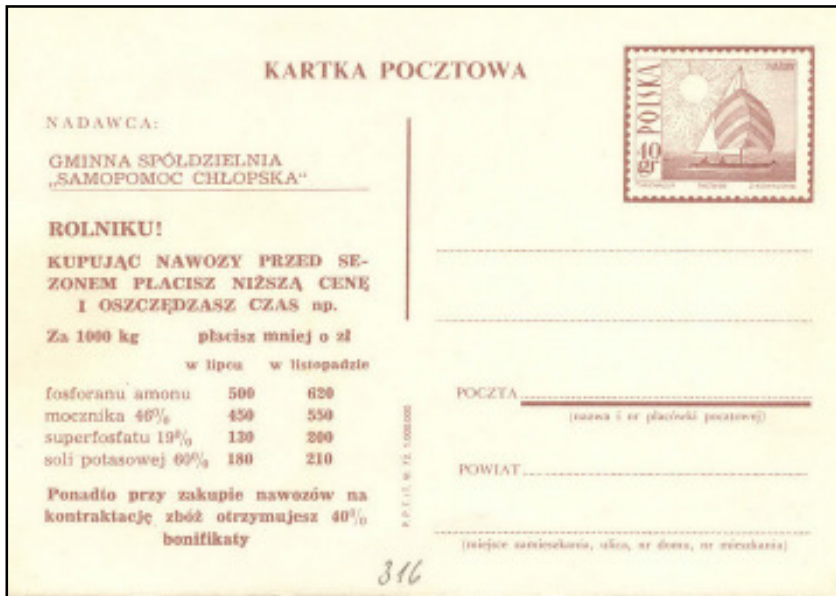 KARTKA POCZTOWA
POLSKA
40
gr
NADAWCA:
GMINNA SPÓŁDZIELNIA
„SAMOPOMOC CHŁOPSKA“
ROLNIKU!
KUPUJĄC NAWOZY PRZED SE-
ZONEM PŁACISZ NIŻSZĄ CENĘ
I OSZCZĘDZASZ CZAS np.
Za 1000 kg płacisz mniej o zł
w lipcu w listopadzie
fosforanu amonu 500 620
mocznika 46% 450 550
superfosfatu 19% 130 200
soli potasowej 60% 180 210
Ponadto przy zakupie nawozów na
kontraktację zbóż otrzymujesz 40%
bonifikaty
POCZTA
(nazwa i nr placówki pocztowej)
POWIAT
(miejsce zamieszkania, ulica, nr domu, nr mieszkania)
316